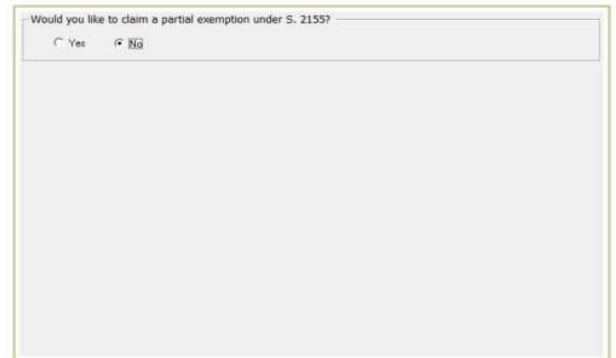 Would you like to claim a partial exemption under S. 2155?
Yes No